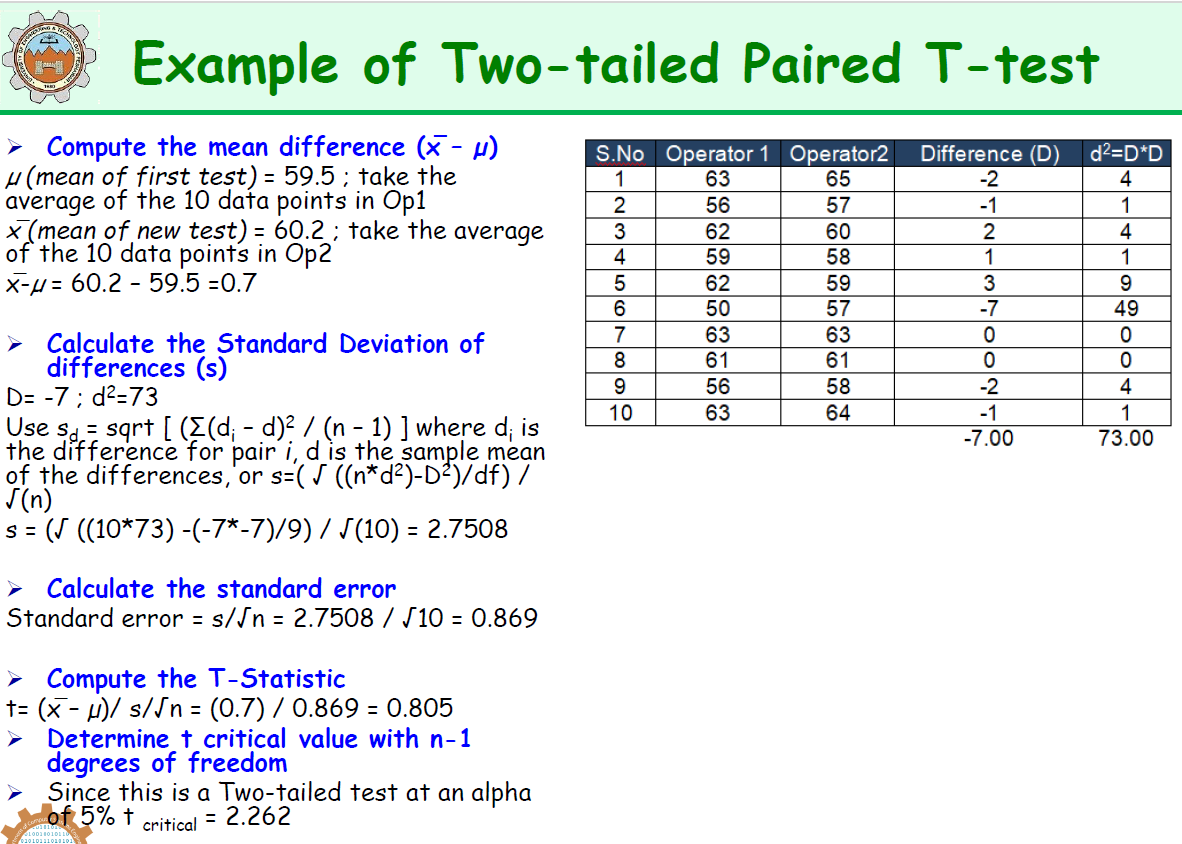 Example of Two-tailed Paired T-test
➢ Compute the mean difference (x̅ - μ)
μ (mean of first test) = 59.5 ; take the
average of the 10 data points in Op1
x̅ (mean of new test) = 60.2 ; take the average
of the 10 data points in Op2
x̅-μ = 60.2 – 59.5 =0.7
➢ Calculate the Standard Deviation of
differences (s)
D= -7 ; d²=73
Use s_d = sqrt [ (Σ(d_i - d)² / (n - 1) ] where d_i is
the difference for pair i, d is the sample mean
of the differences, or s=( √ ((n*d²)-D²)/df) /
√(n)
s = (√ ((10*73) -(-7*-7)/9) / √(10) = 2.7508
➢ Calculate the standard error
Standard error = s/√n = 2.7508 / √10 = 0.869
➢ Compute the T-Statistic
t= (x̅ - μ)/ s/√n = (0.7) / 0.869 = 0.805
➢ Determine t critical value with n-1
degrees of freedom
➢ Since this is a Two-tailed test at an alpha
of 5% t critical = 2.262
S.No Operator 1 Operator2 Difference (D) d²=D*D
1 63 65 -2 4
2 56 57 -1 1
3 62 60 2 4
4 59 58 1 1
5 62 59 3 9
6 50 57 -7 49
7 63 63 0 0
8 61 61 0 0
9 56 58 -2 4
10 63 64 -1 1
-7.00 73.00